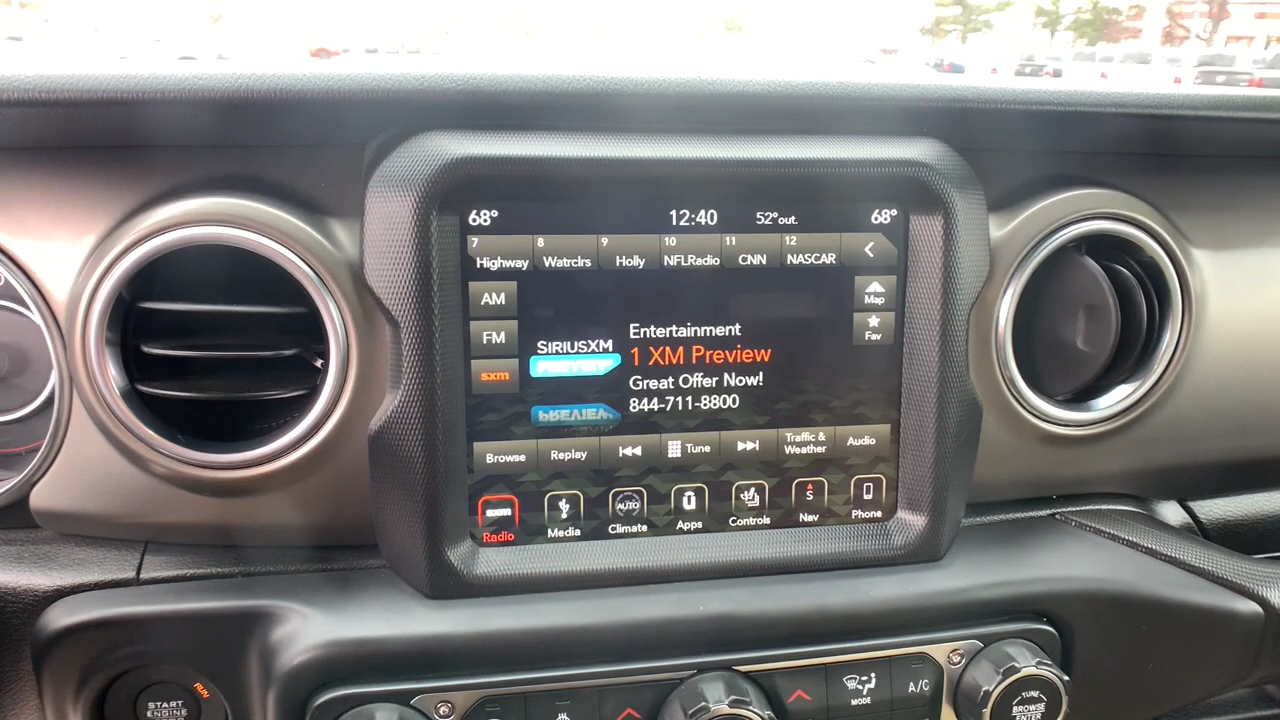 68° 12:40 52°out. 68°
7 8 9 10 11 12
Highway Watrclrs Holly NFLRadio CNN NASCAR
AM
Map
FM
Fav
sxm
SIRIUSXM
PREVIEW
Entertainment
1 XM Preview
Great Offer Now!
844-711-8800
Browse Replay Tune Traffic & Weather Audio
sxm AUTO S
Radio Media Climate Apps Controls Nav Phone
RUN
START
ENGINE
MODE
A/C
TUNE
BROWSE
ENTER